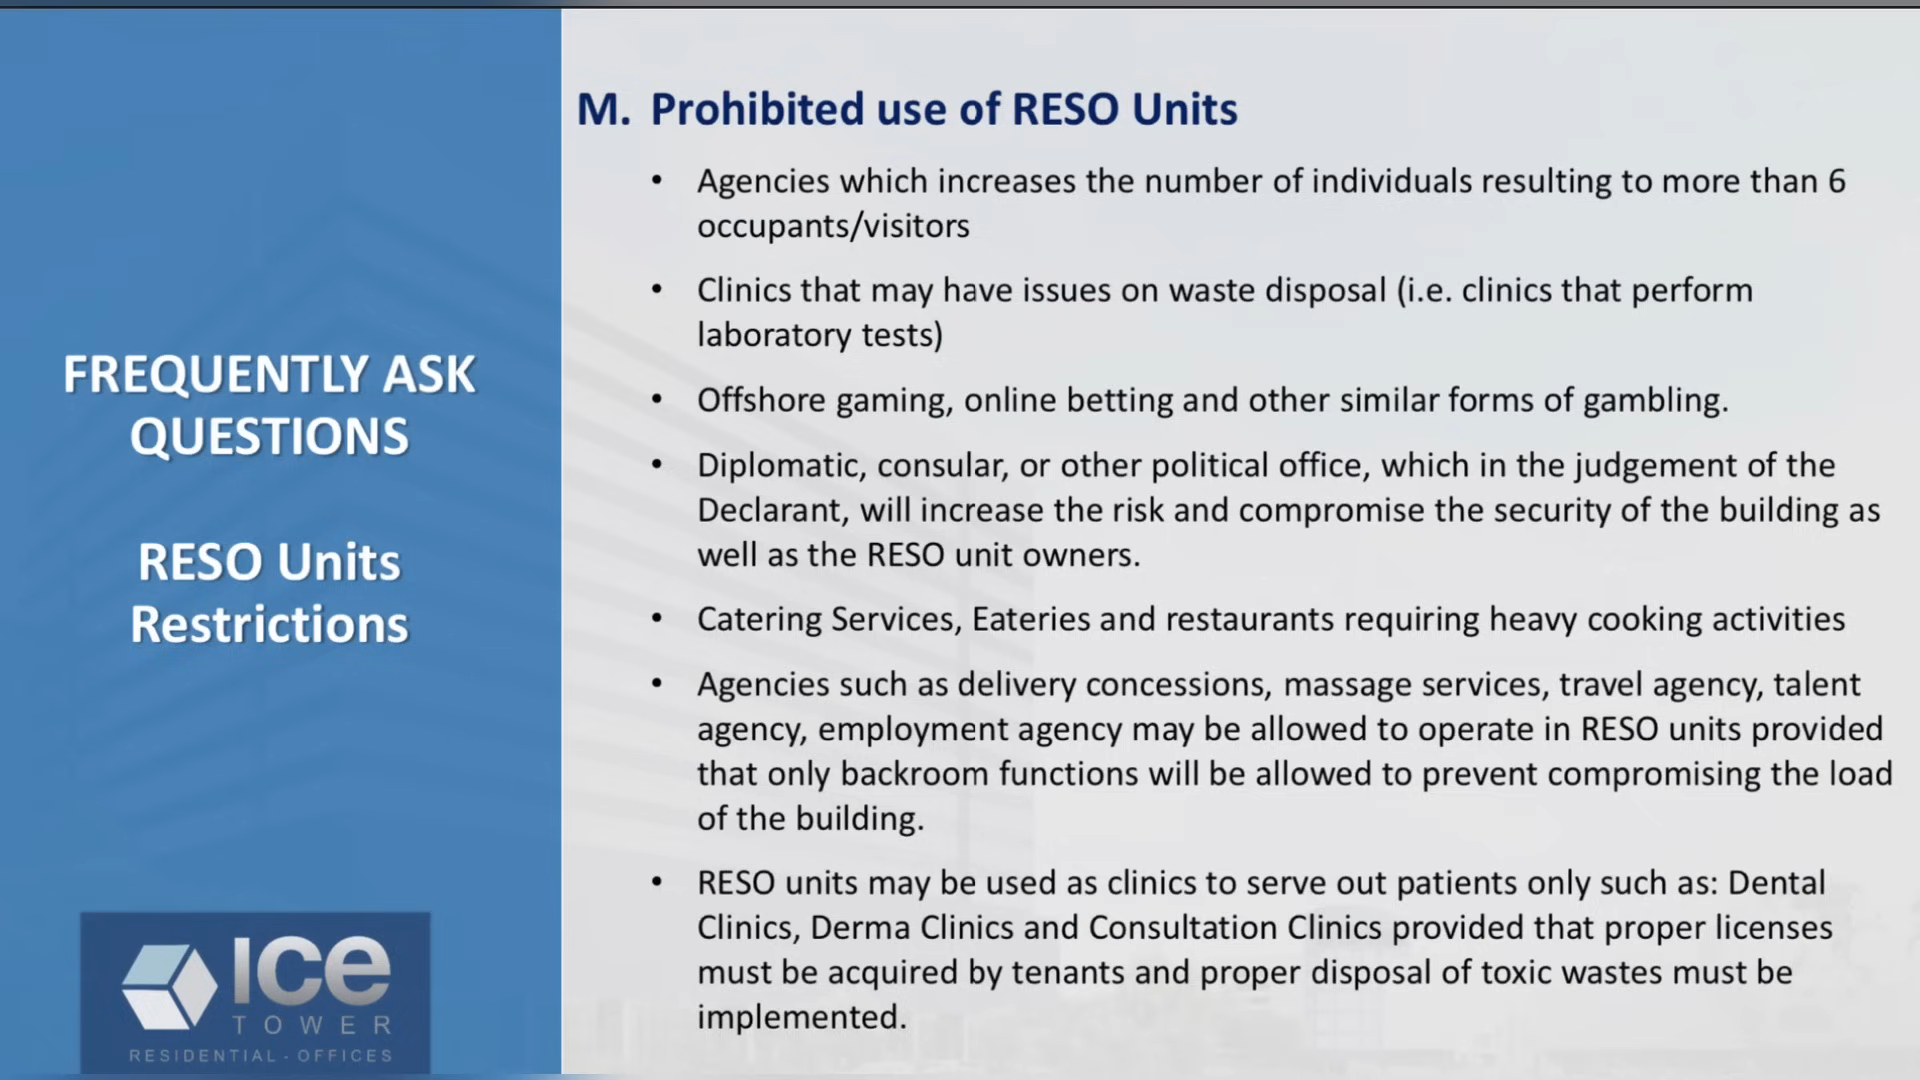 FREQUENTLY ASK
QUESTIONS
RESO Units
Restrictions
ICE
TOWER
RESIDENTIAL - OFFICES
M. Prohibited use of RESO Units
• Agencies which increases the number of individuals resulting to more than 6
occupants/visitors
• Clinics that may have issues on waste disposal (i.e. clinics that perform
laboratory tests)
• Offshore gaming, online betting and other similar forms of gambling.
• Diplomatic, consular, or other political office, which in the judgement of the
Declarant, will increase the risk and compromise the security of the building as
well as the RESO unit owners.
• Catering Services, Eateries and restaurants requiring heavy cooking activities
• Agencies such as delivery concessions, massage services, travel agency, talent
agency, employment agency may be allowed to operate in RESO units provided
that only backroom functions will be allowed to prevent compromising the load
of the building.
• RESO units may be used as clinics to serve out patients only such as: Dental
Clinics, Derma Clinics and Consultation Clinics provided that proper licenses
must be acquired by tenants and proper disposal of toxic wastes must be
implemented.